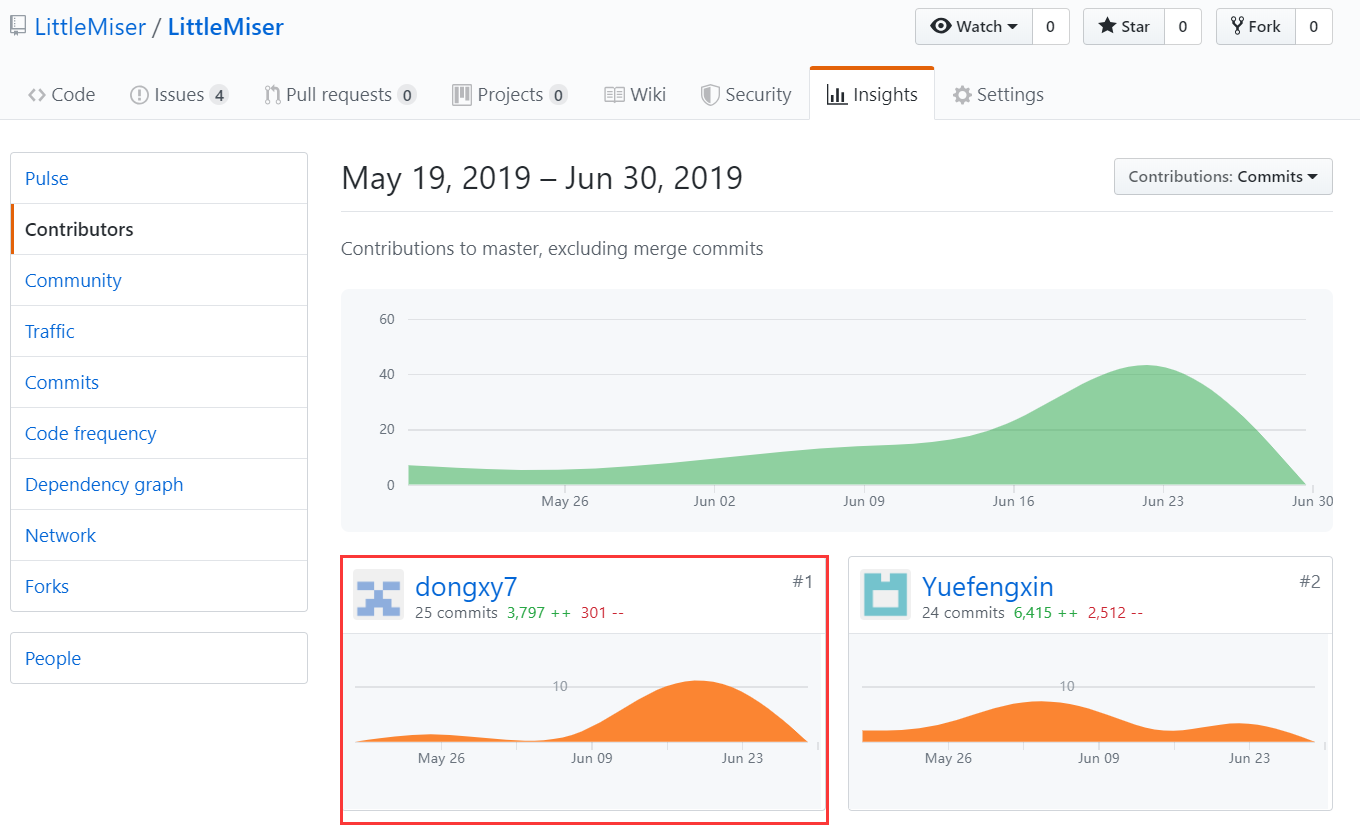 LittleMiser / LittleMiser
Watch 0 Star 0 Fork 0
Code Issues 4 Pull requests 0 Projects 0 Wiki Security Insights Settings
Pulse
Contributors
Community
Traffic
Commits
Code frequency
Dependency graph
Network
Forks
People
May 19, 2019 – Jun 30, 2019
Contributions: Commits
Contributions to master, excluding merge commits
60
40
20
0
May 26 Jun 02 Jun 09 Jun 16 Jun 23 Jun 30
dongxy7 #1
25 commits 3,797 ++ 301 --
10
May 26 Jun 09 Jun 23
Yuefengxin #2
24 commits 6,415 ++ 2,512 --
10
May 26 Jun 09 Jun 23